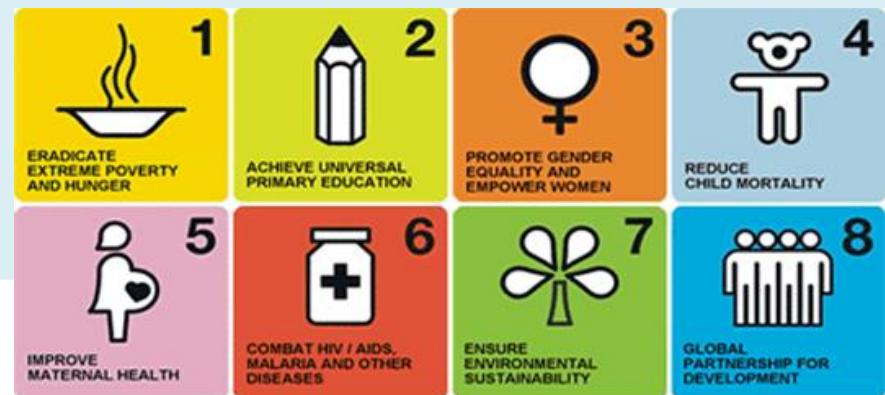 1
ERADICATE
EXTREME POVERTY
AND HUNGER
2
ACHIEVE UNIVERSAL
PRIMARY EDUCATION
3
PROMOTE GENDER
EQUALITY AND
EMPOWER WOMEN
4
REDUCE
CHILD MORTALITY
5
IMPROVE
MATERNAL HEALTH
6
COMBAT HIV / AIDS,
MALARIA AND OTHER
DISEASES
7
ENSURE
ENVIRONMENTAL
SUSTAINABILITY
8
GLOBAL
PARTNERSHIP FOR
DEVELOPMENT